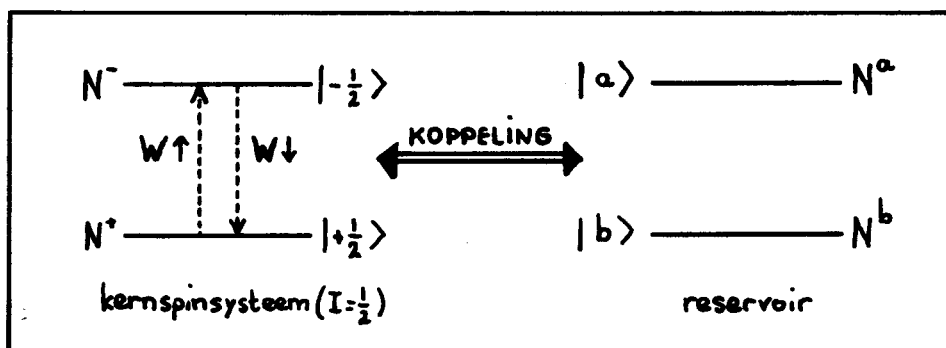 N⁻ |-½⟩ |a⟩ Nᵃ
W↑ W↓ KOPPELING
N⁺ |+½⟩ |b⟩ Nᵇ
kernspinsysteem (I=½) reservoir